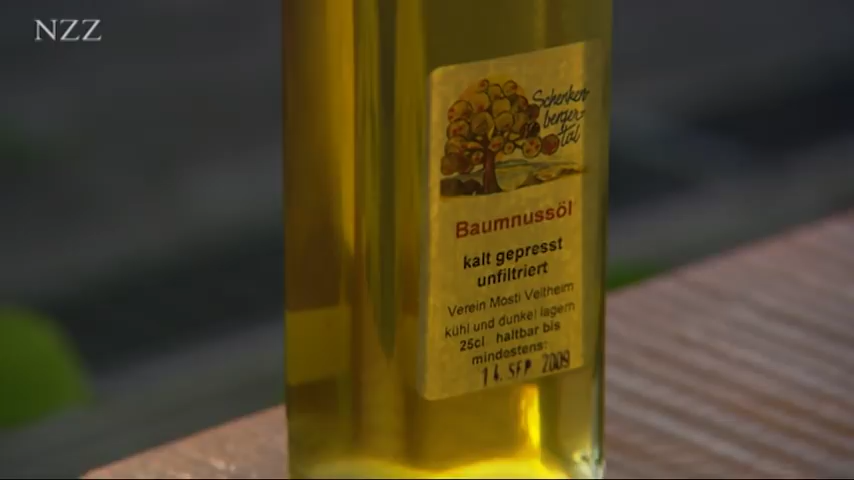 NZZ
Schenken
berger-
tal
Baumnussöl
kalt gepresst
unfiltriert
Verein Mosti Veltheim
kühl und dunkel lagern
25cl haltbar bis
mindestens:
14. SEP. 2009